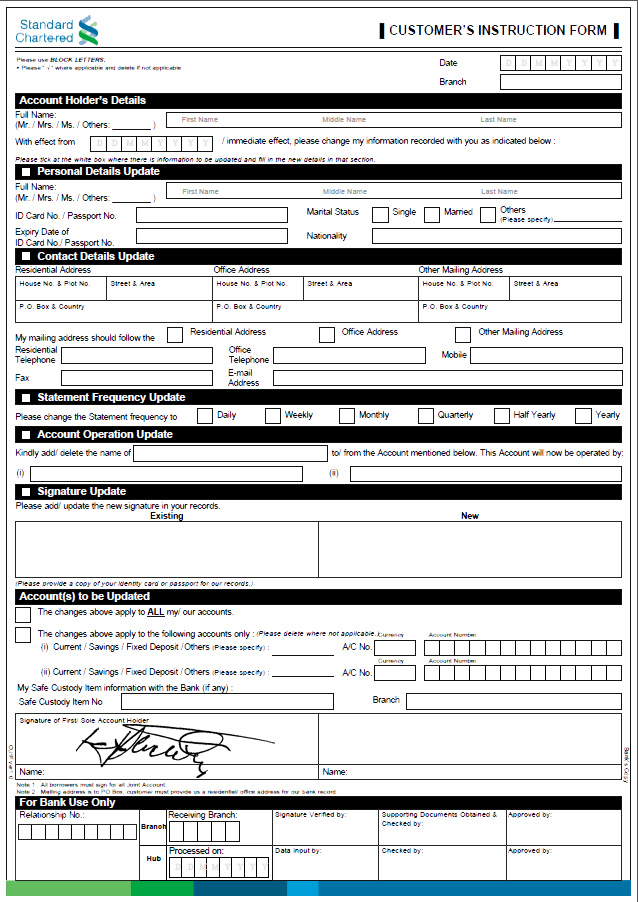 Standard
Chartered
CUSTOMER'S INSTRUCTION FORM
Please use BLOCK LETTERS.
• Please "√" where applicable and delete if not applicable
Date D D M M Y Y Y Y
Branch
Account Holder's Details
Full Name:
(Mr. / Mrs. / Ms. / Others: ________ ) First Name Middle Name Last Name
With effect from D D M M Y Y Y Y / immediate effect, please change my information recorded with you as indicated below :
Please tick at the white box where there is information to be updated and fill in the new details in that section.
Personal Details Update
Full Name:
(Mr. / Mrs. / Ms. / Others: ________ ) First Name Middle Name Last Name
ID Card No. / Passport No. Marital Status Single Married Others
(Please specify)
Expiry Date of
ID Card No./ Passport No. Nationality
Contact Details Update
Residential Address Office Address Other Mailing Address
House No. & Plot No. Street & Area House No. & Plot No. Street & Area House No. & Plot No. Street & Area
P.O. Box & Country P.O. Box & Country P.O. Box & Country
My mailing address should follow the Residential Address Office Address Other Mailing Address
Residential
Telephone Office
Telephone Mobile
Fax E-mail
Address
Statement Frequency Update
Please change the Statement frequency to Daily Weekly Monthly Quarterly Half Yearly Yearly
Account Operation Update
Kindly add/ delete the name of to/ from the Account mentioned below. This Account will now be operated by:
(i) (ii)
Signature Update
Please add/ update the new signature in your records.
Existing New
(Please provide a copy of your identity card or passport for our records.)
Account(s) to be Updated
The changes above apply to ALL my/ our accounts.
The changes above apply to the following accounts only : (Please delete where not applicable. Currency Account Number
(i) Current / Savings / Fixed Deposit / Others (Please specify) : A/C No.
Currency Account Number
(ii) Current / Savings / Fixed Deposit / Others (Please specify) : A/C No.
My Safe Custody Item information with the Bank (if any) :
Safe Custody Item No Branch
Signature of First/ Sole Account Holder
Name: Name:
Bank's Copy
Note 1: All borrowers must sign for all Joint Account
Note 2: Mailing address is to PO Box, customer must provide us a residential/ office address for our bank record
For Bank Use Only
Relationship No.: Branch Receiving Branch: Signature Verified by: Supporting Documents Obtained &
Checked by: Approved by:
Hub Processed on: Data Input by: Checked by: Approved by:
D D M M Y Y Y Y